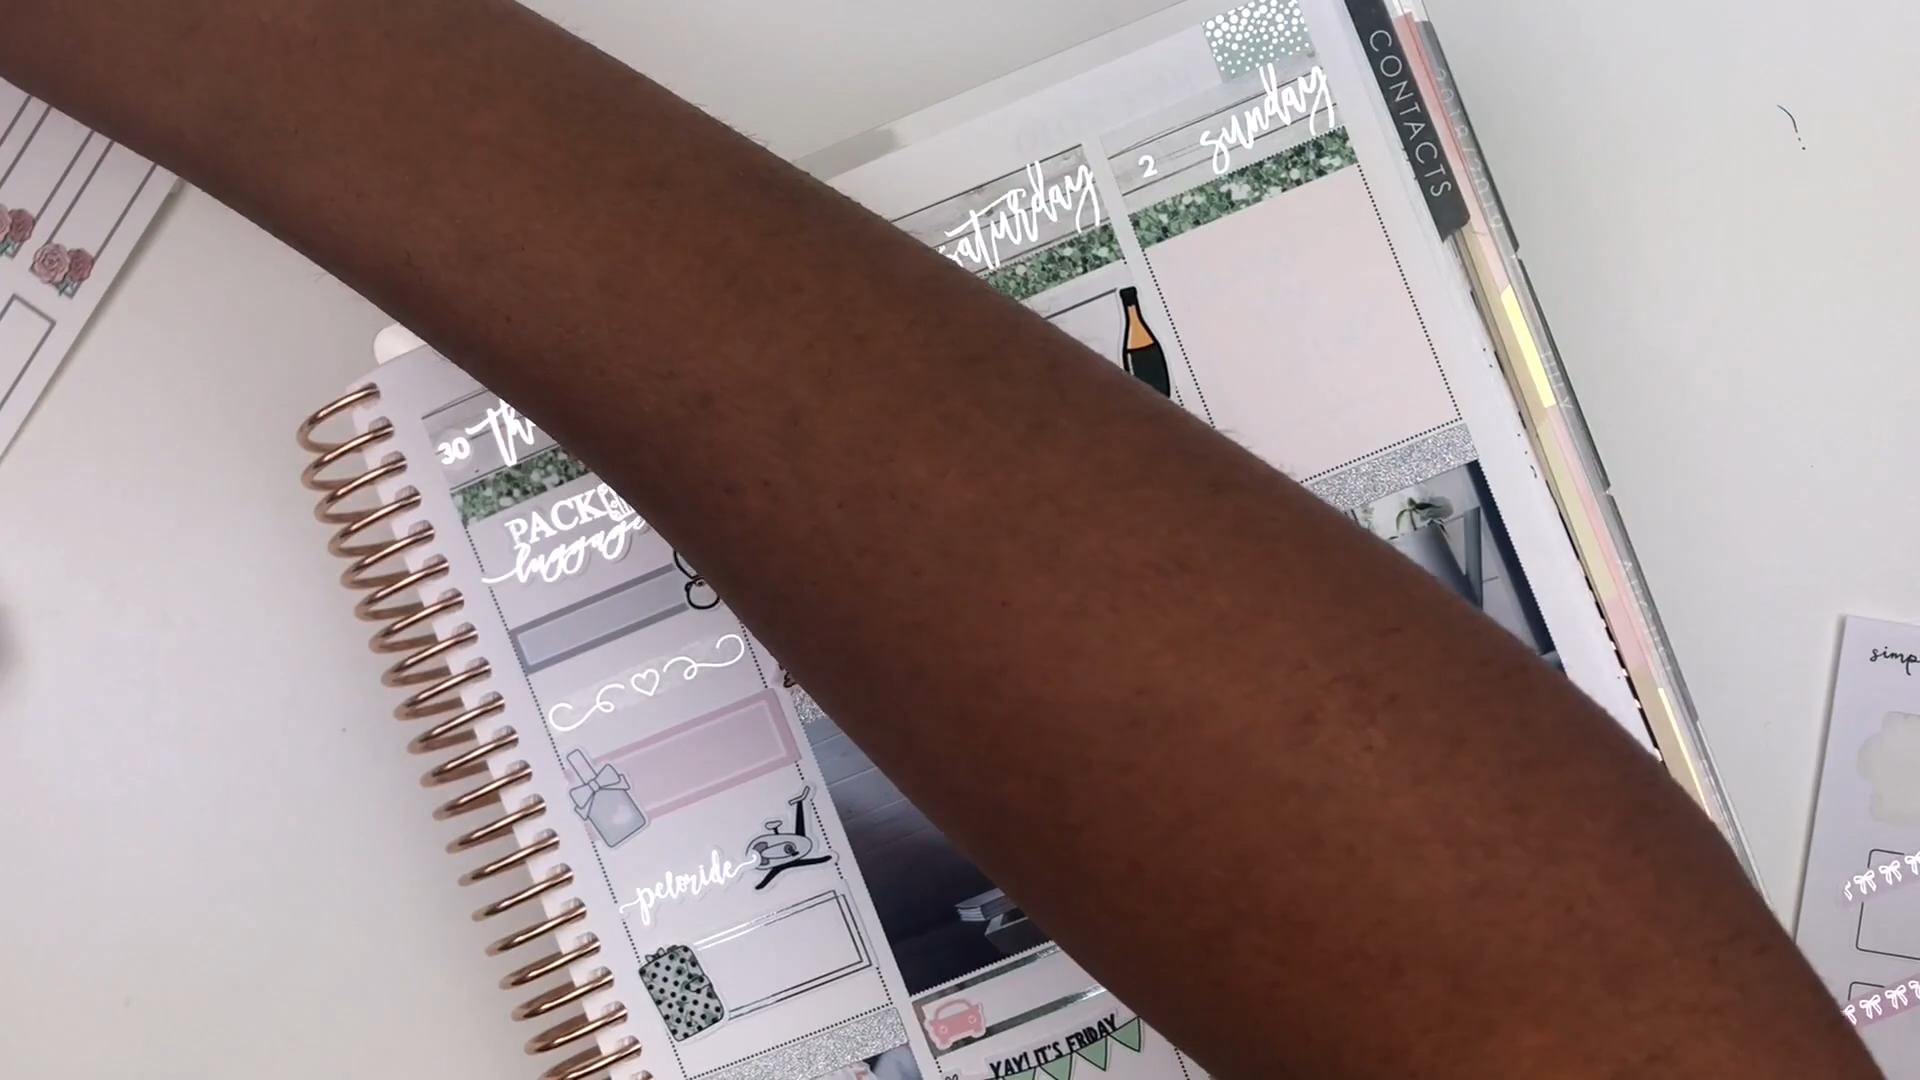 CONTACTS
2 sunday
saturday
30
PACK
luggage
peloride
YAY! IT'S FRIDAY
simp